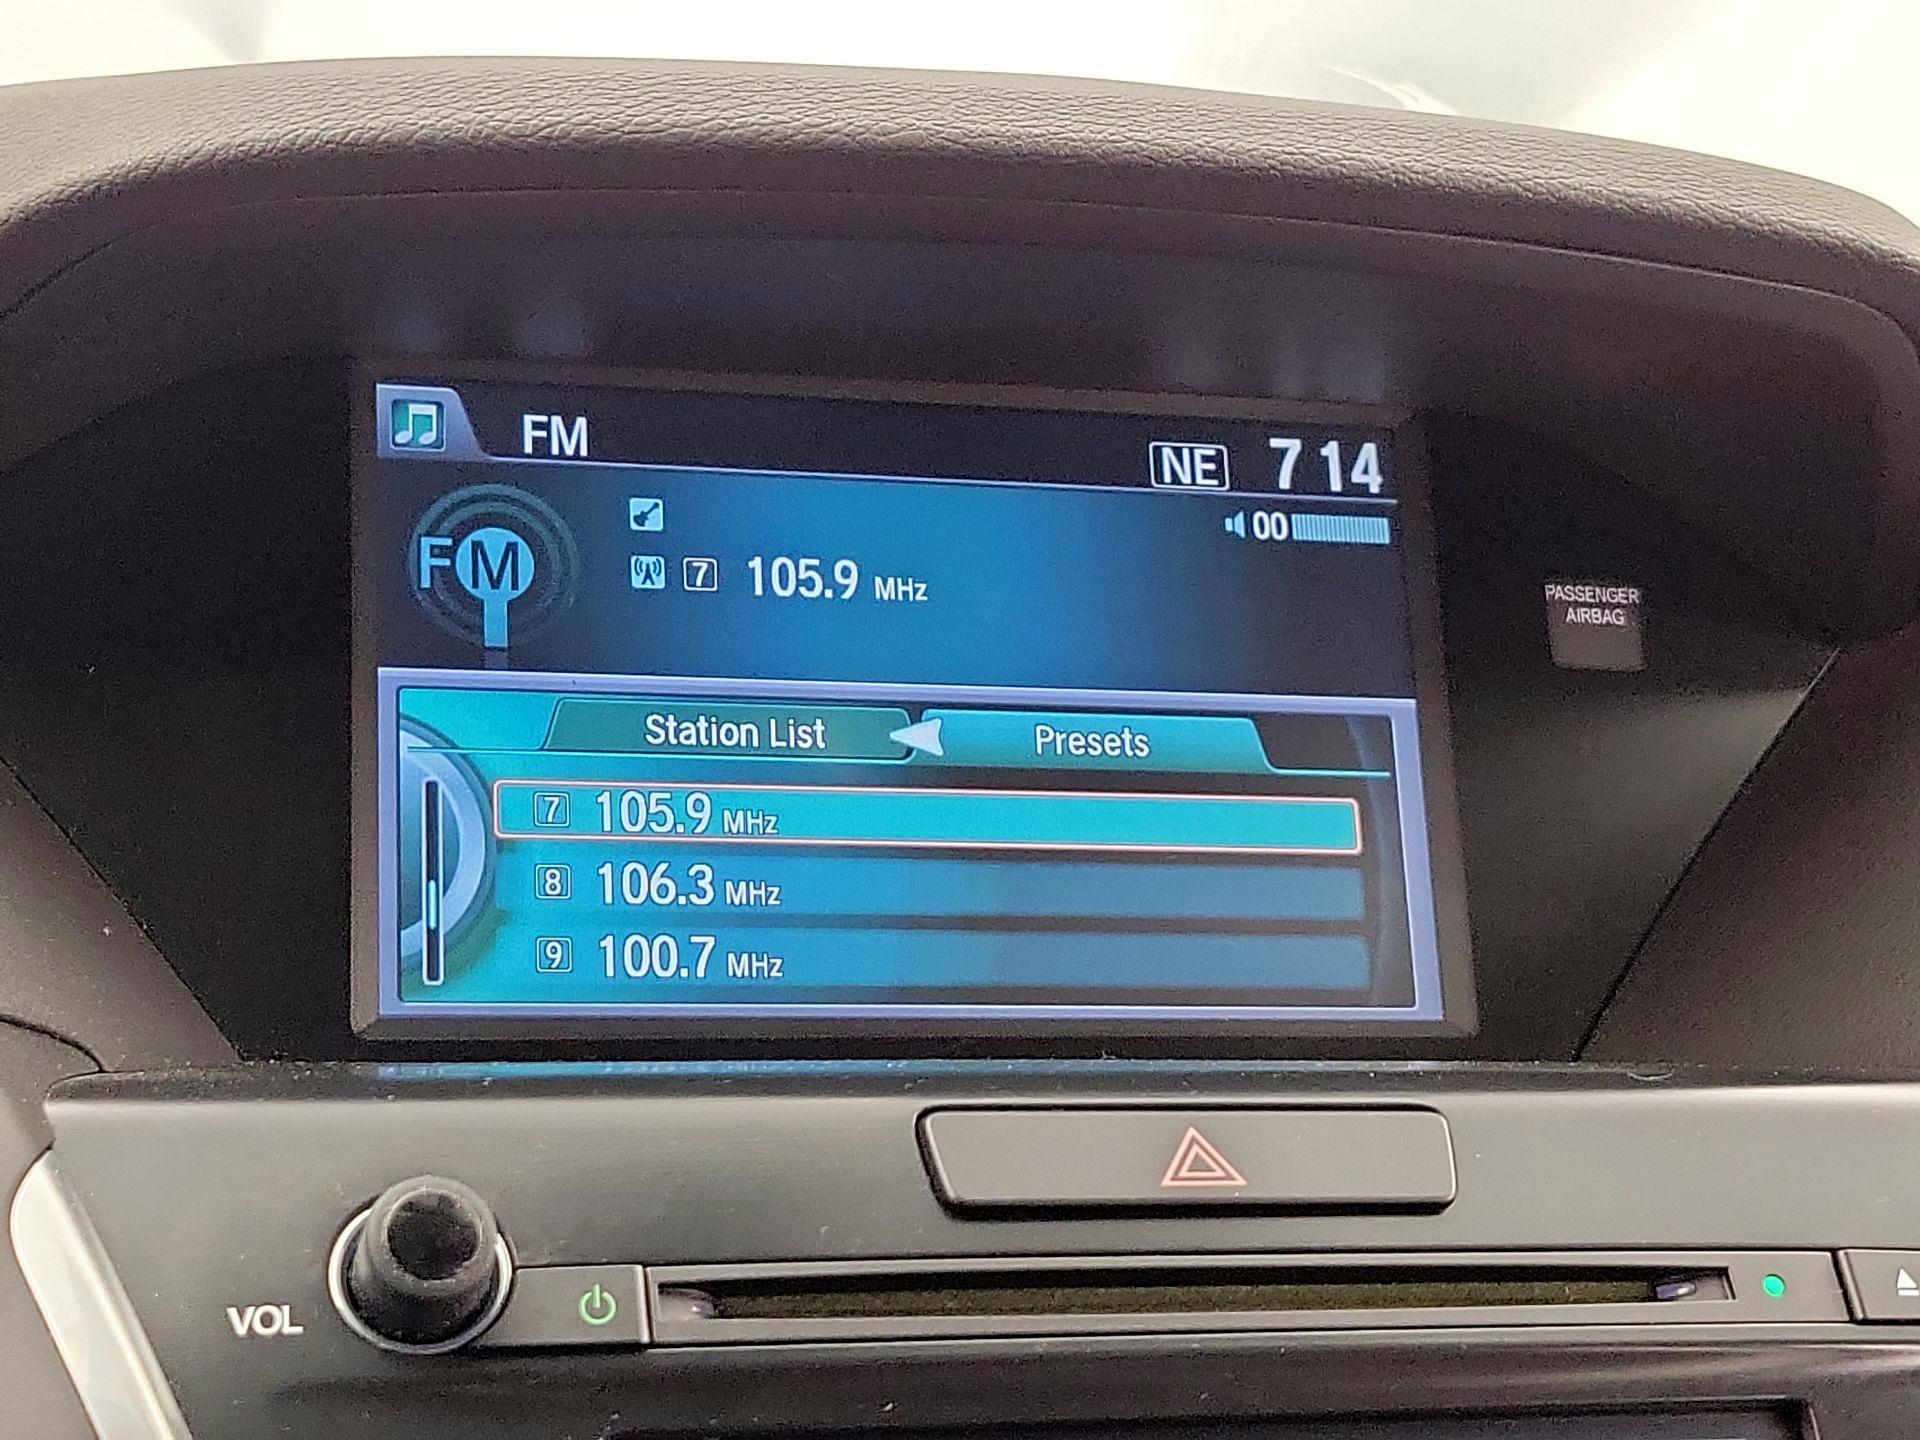 FM
NE 7 14
00
FM
7 105.9 MHz
PASSENGER
AIRBAG
Station List Presets
7 105.9 MHz
8 106.3 MHz
9 100.7 MHz
VOL